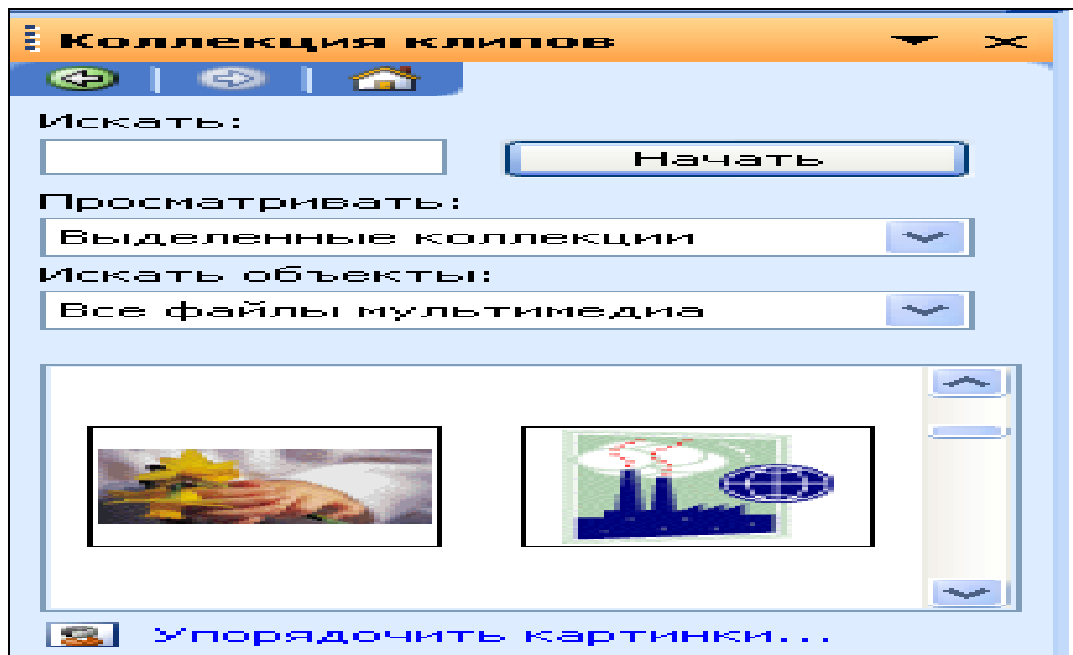 Коллекция клипов
Искать:
Начать
Просматривать:
Выделенные коллекции
Искать объекты:
Все файлы мультимедиа
Упорядочить картинки...